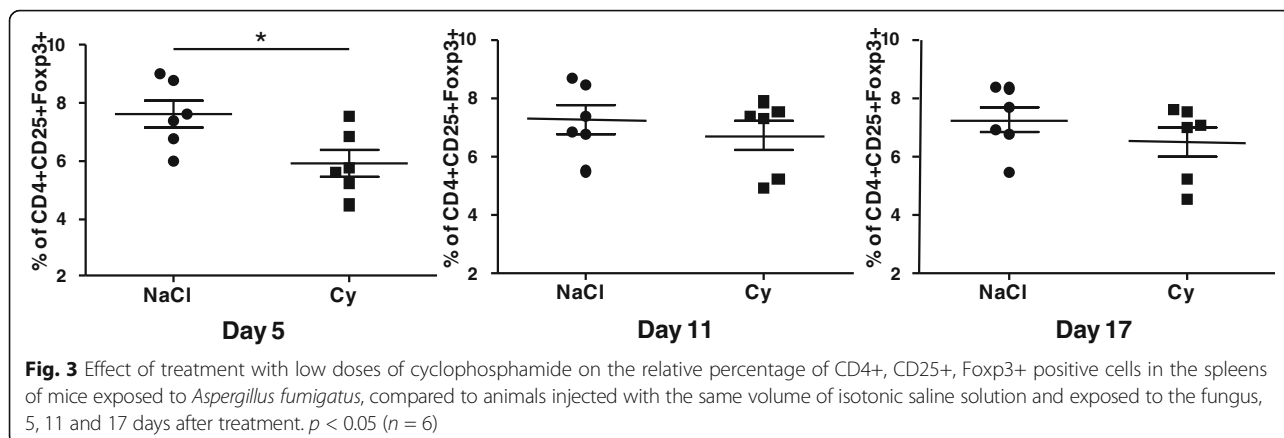 *
% of CD4+CD25+Foxp3+
10
8
6
4
2
NaCl Cy
Day 5
% of CD4+CD25+Foxp3+
10
8
6
4
2
NaCl Cy
Day 11
% of CD4+CD25+Foxp3+
10
8
6
4
2
NaCl Cy
Day 17
Fig. 3 Effect of treatment with low doses of cyclophosphamide on the relative percentage of CD4+, CD25+, Foxp3+ positive cells in the spleens
of mice exposed to Aspergillus fumigatus, compared to animals injected with the same volume of isotonic saline solution and exposed to the fungus,
5, 11 and 17 days after treatment. p < 0.05 (n = 6)